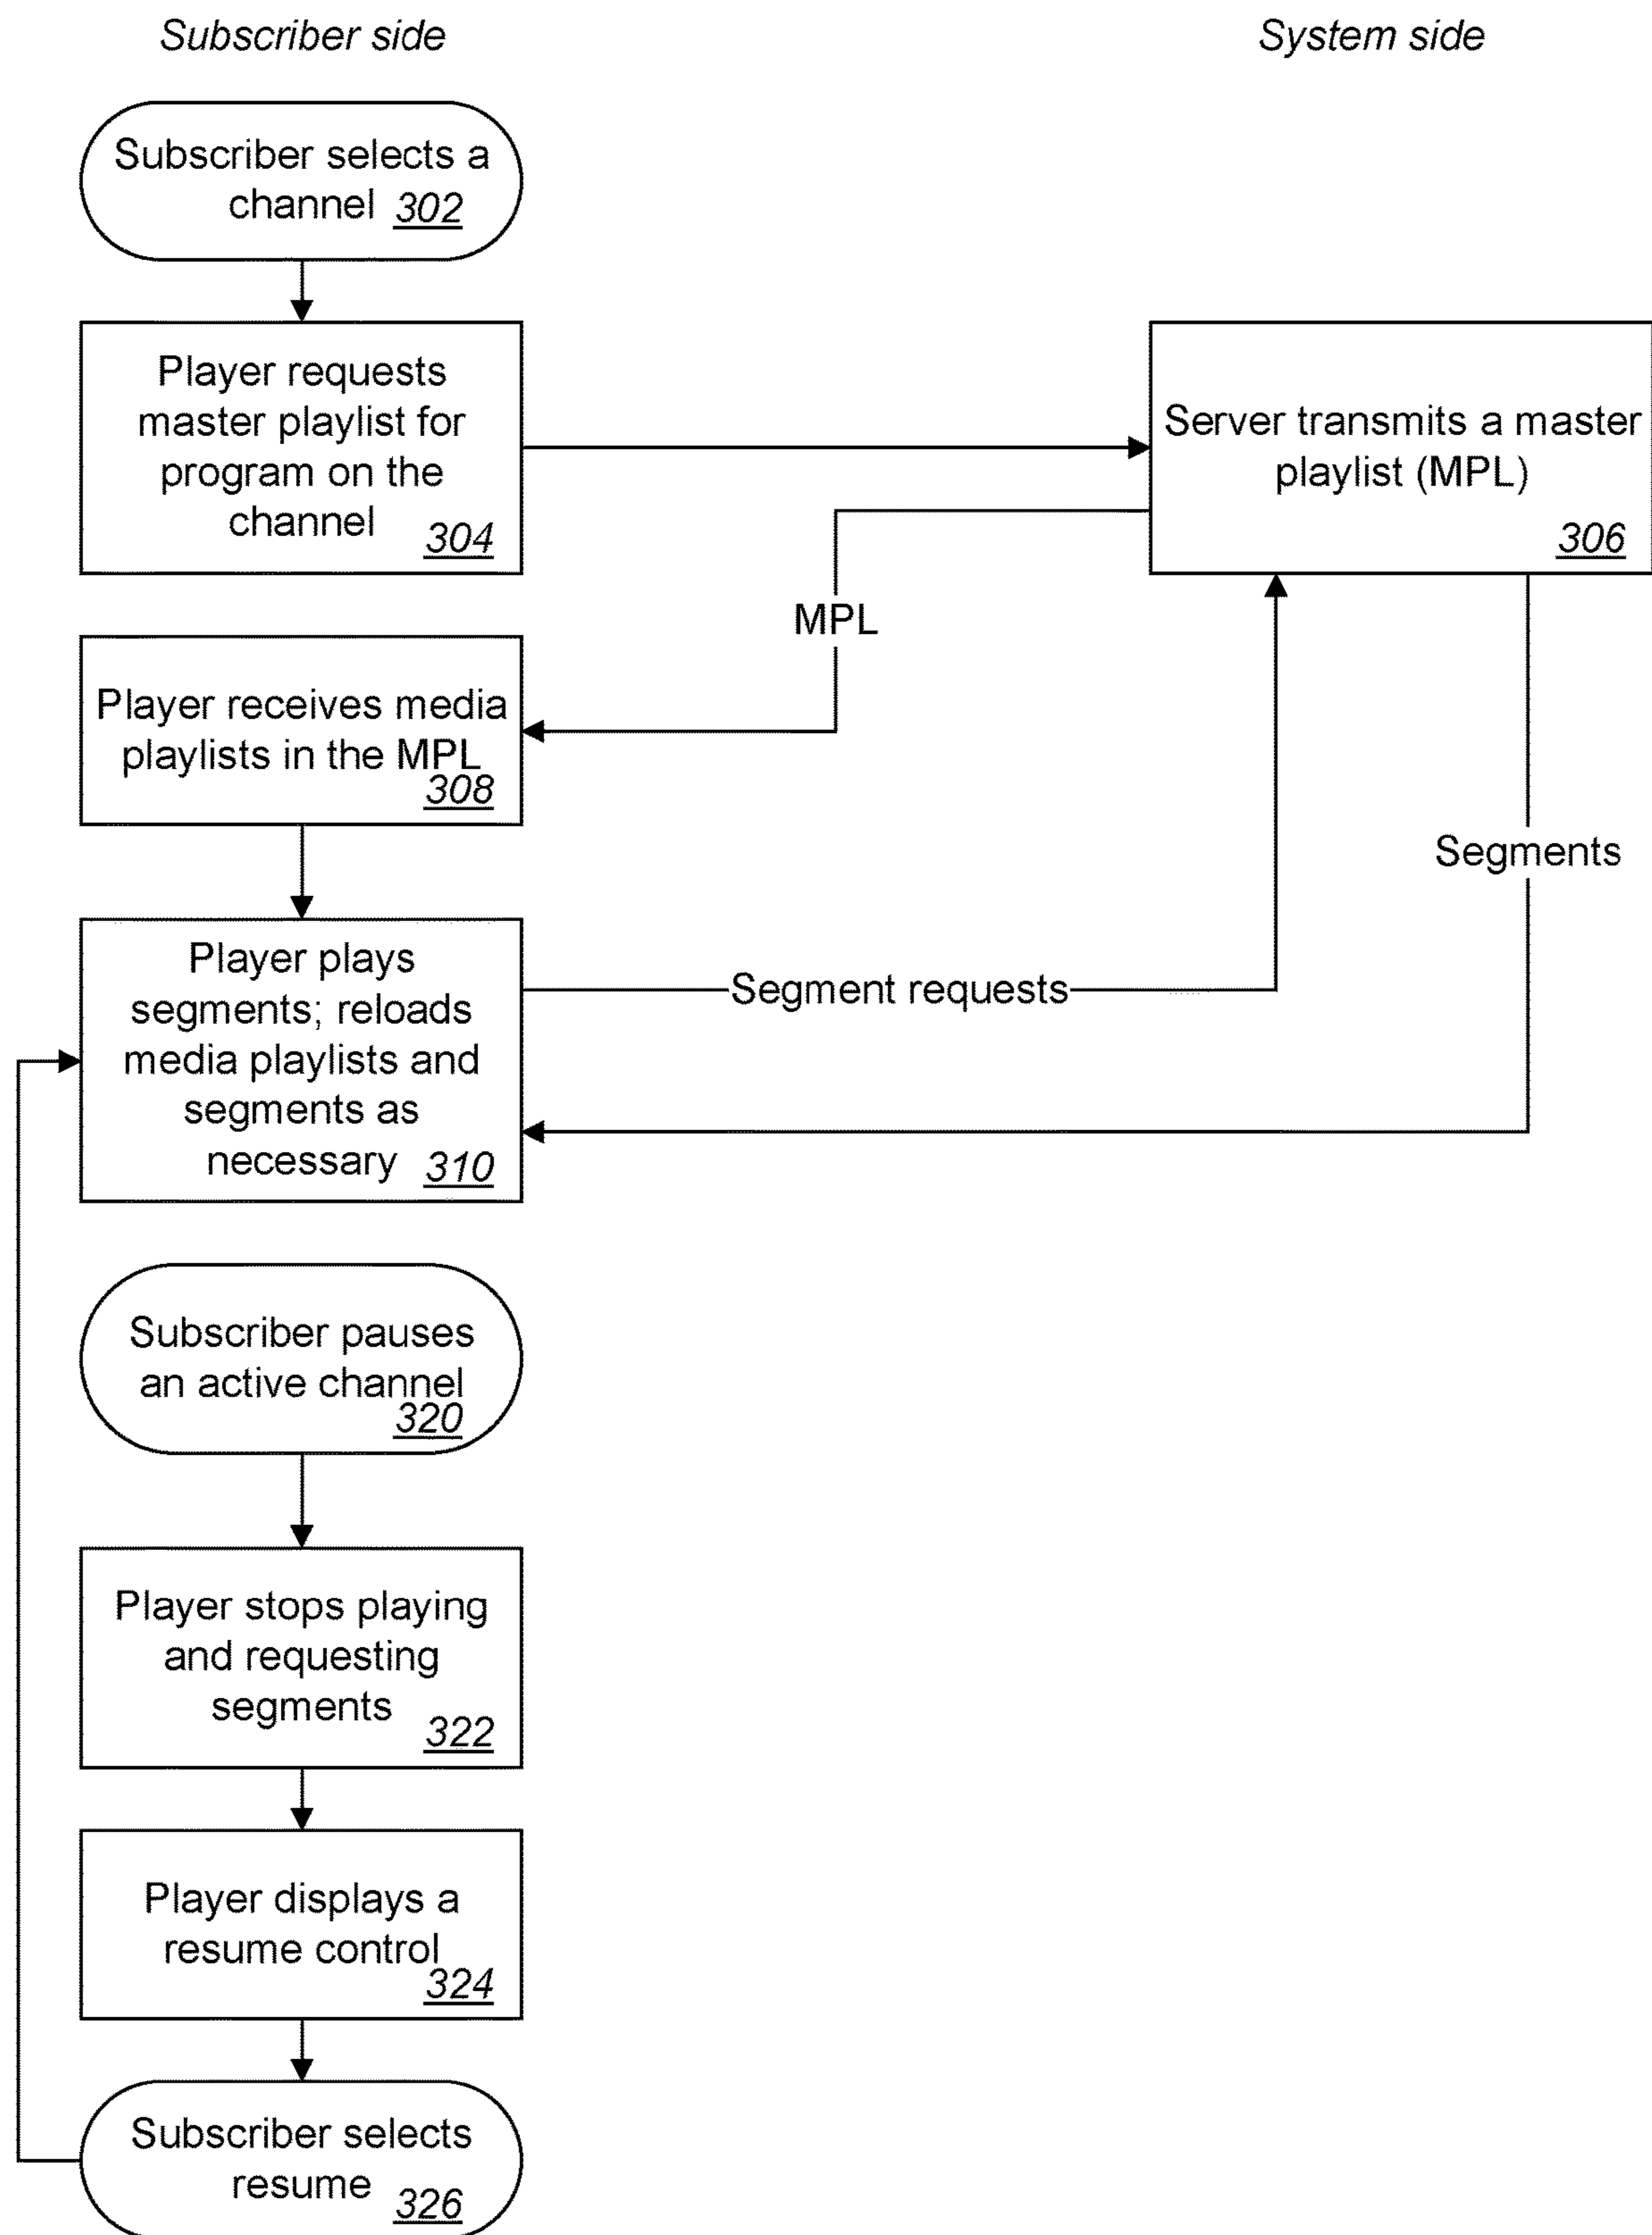 Subscriber side
System side
Subscriber selects a
channel 302
Player requests
master playlist for
program on the
channel
304
Server transmits a master
playlist (MPL)
306
MPL
Player receives media
playlists in the MPL
308
Segments
Player plays
segments; reloads
media playlists and
segments as
necessary 310
Segment requests
Subscriber pauses
an active channel
320
Player stops playing
and requesting
segments
322
Player displays a
resume control
324
Subscriber selects
resume 326